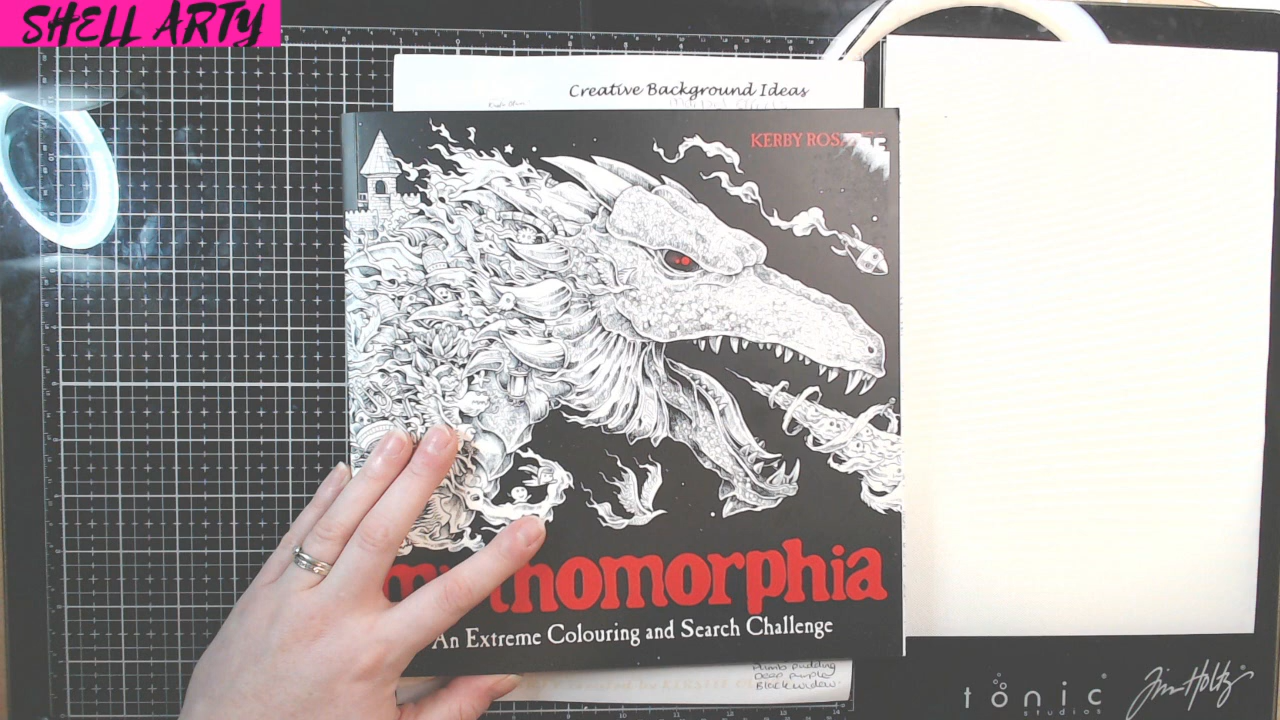 SHELL ARTY
Creative Background Ideas
KERBY
mythomorphia
An Extreme Colouring and Search Challenge
Plumb pudding
Deep purple
Black widow
tonic
studios
Tim Holtz